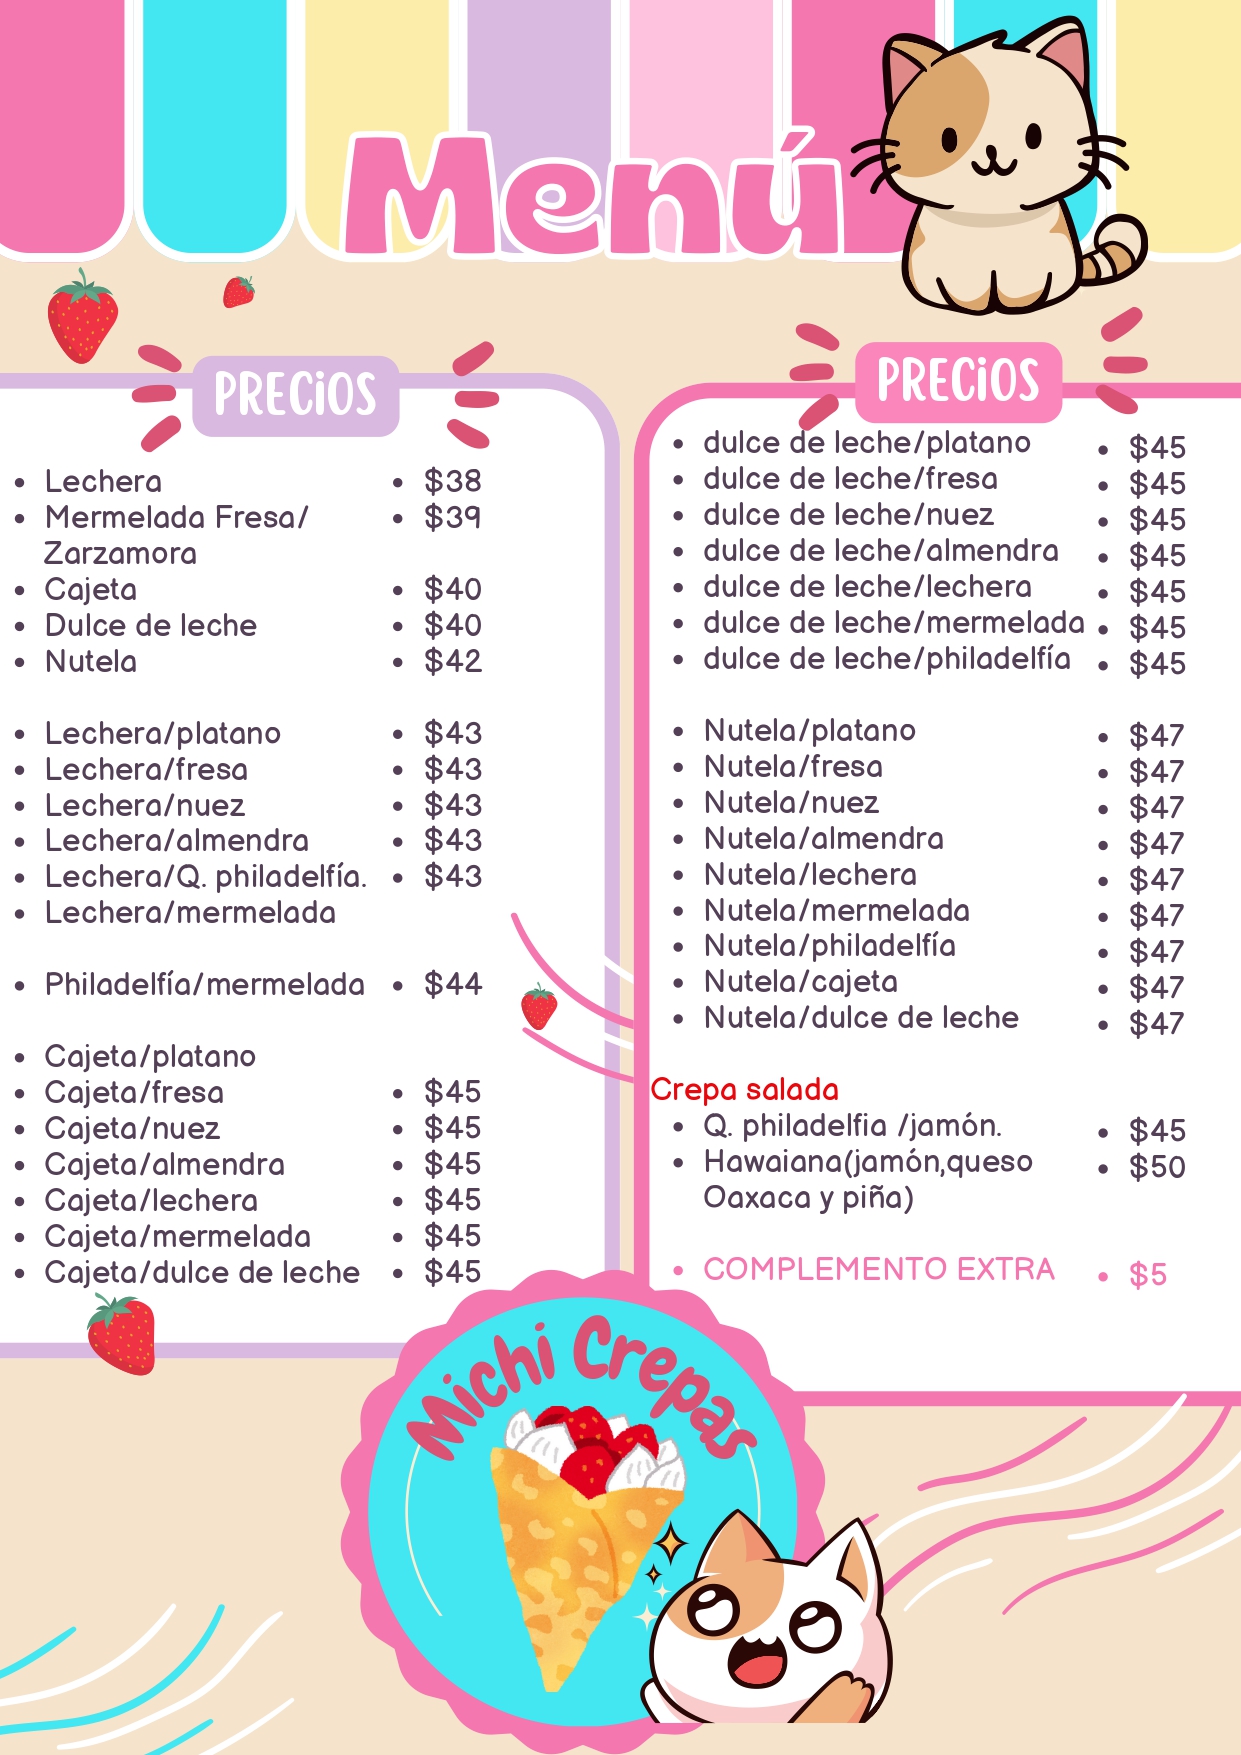 Menú
PRECiOS
• Lechera • $38
• Mermelada Fresa/ • $39
Zarzamora
• Cajeta • $40
• Dulce de leche • $40
• Nutela • $42
• Lechera/platano • $43
• Lechera/fresa • $43
• Lechera/nuez • $43
• Lechera/almendra • $43
• Lechera/Q. philadelfía. • $43
• Lechera/mermelada
• Philadelfía/mermelada • $44
• Cajeta/platano
• Cajeta/fresa • $45
• Cajeta/nuez • $45
• Cajeta/almendra • $45
• Cajeta/lechera • $45
• Cajeta/mermelada • $45
• Cajeta/dulce de leche • $45
PRECiOS
• dulce de leche/platano • $45
• dulce de leche/fresa • $45
• dulce de leche/nuez • $45
• dulce de leche/almendra • $45
• dulce de leche/lechera • $45
• dulce de leche/mermelada • $45
• dulce de leche/philadelfía • $45
• Nutela/platano • $47
• Nutela/fresa • $47
• Nutela/nuez • $47
• Nutela/almendra • $47
• Nutela/lechera • $47
• Nutela/mermelada • $47
• Nutela/philadelfía • $47
• Nutela/cajeta • $47
• Nutela/dulce de leche • $47
Crepa salada
• Q. philadelfia /jamón. • $45
• Hawaiana(jamón,queso • $50
Oaxaca y piña)
• COMPLEMENTO EXTRA • $5
Michi Crepas